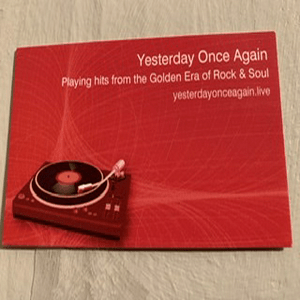 Yesterday Once Again
Playing hits from the Golden Era of Rock & Soul
yesterdayonceagain.live